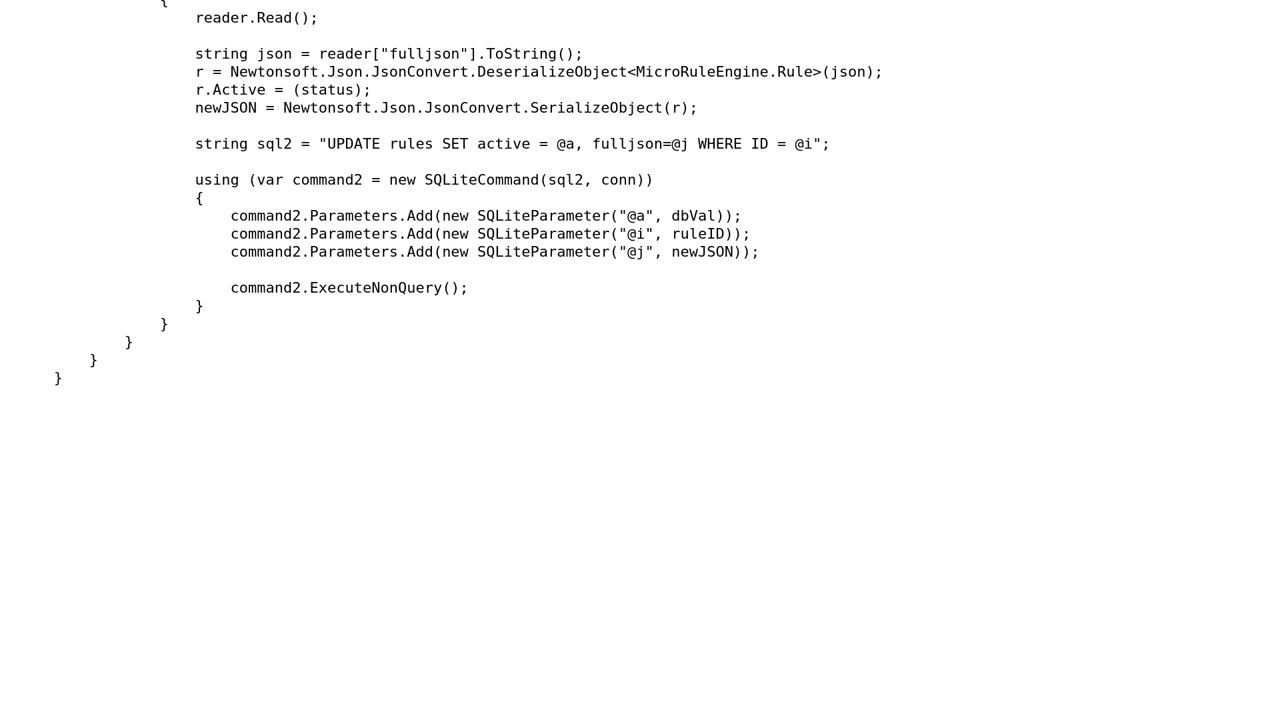 {
reader.Read();
string json = reader["fulljson"].ToString();
r = Newtonsoft.Json.JsonConvert.DeserializeObject<MicroRuleEngine.Rule>(json);
r.Active = (status);
newJSON = Newtonsoft.Json.JsonConvert.SerializeObject(r);
string sql2 = "UPDATE rules SET active = @a, fulljson=@j WHERE ID = @i";
using (var command2 = new SQLiteCommand(sql2, conn))
{
command2.Parameters.Add(new SQLiteParameter("@a", dbVal));
command2.Parameters.Add(new SQLiteParameter("@i", ruleID));
command2.Parameters.Add(new SQLiteParameter("@j", newJSON));
command2.ExecuteNonQuery();
}
}
}
}
}